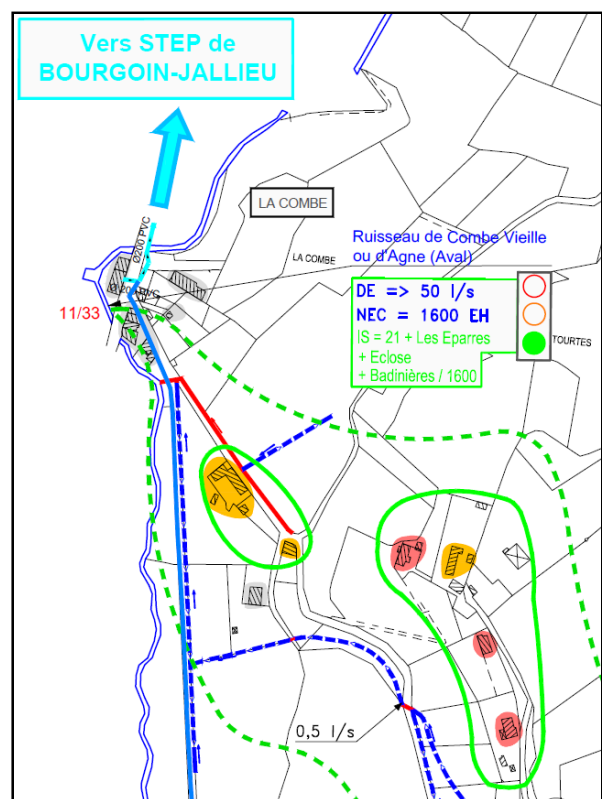 Vers STEP de
BOURGOIN-JALLIEU
Ø200 PVC
LA COMBE
Ruisseau de Combe Vieille
ou d'Agne (Aval)
LA COMBE
DE => 50 l/s
NEC = 1600 EH
IS = 21 + Les Eparres
+ Eclose
+ Badinières / 1600
TOURTES
11/33
0,5 l/s